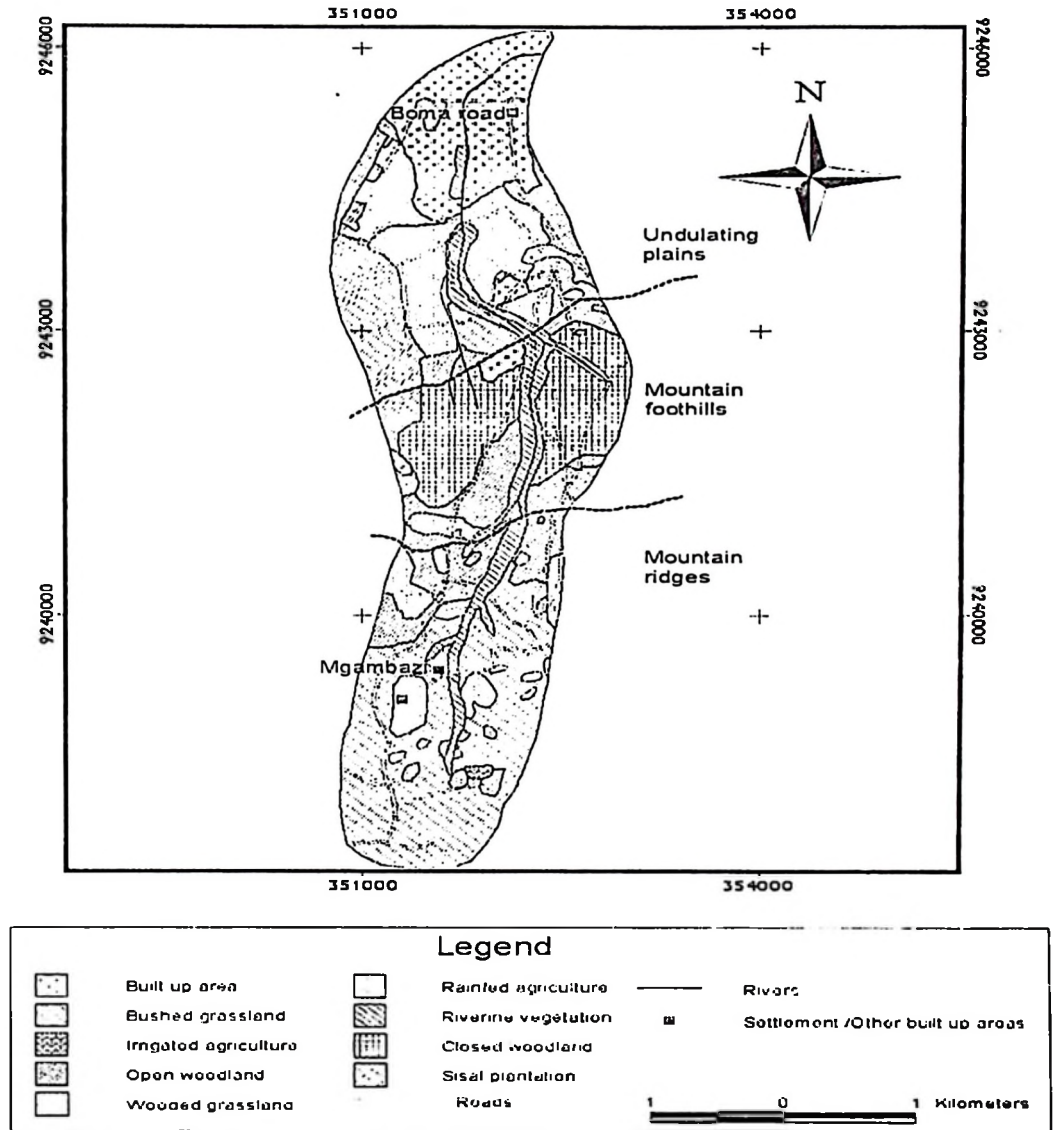 351000 354000
9246000 9246000
N
Boma road
Undulating
plains
9243000 9243000
Mountain
foothills
Mountain
ridges
9240000 9240000
Mgambazi
351000 354000
Legend
Built up area
Bushed grassland
Irrigated agriculture
Open woodland
Wooded grassland
Rainfed agriculture
Riverine vegetation
Closed woodland
Sisal plantation
Roads
Rivers
Settlement /Other built up areas
1 0 1 Kilometers